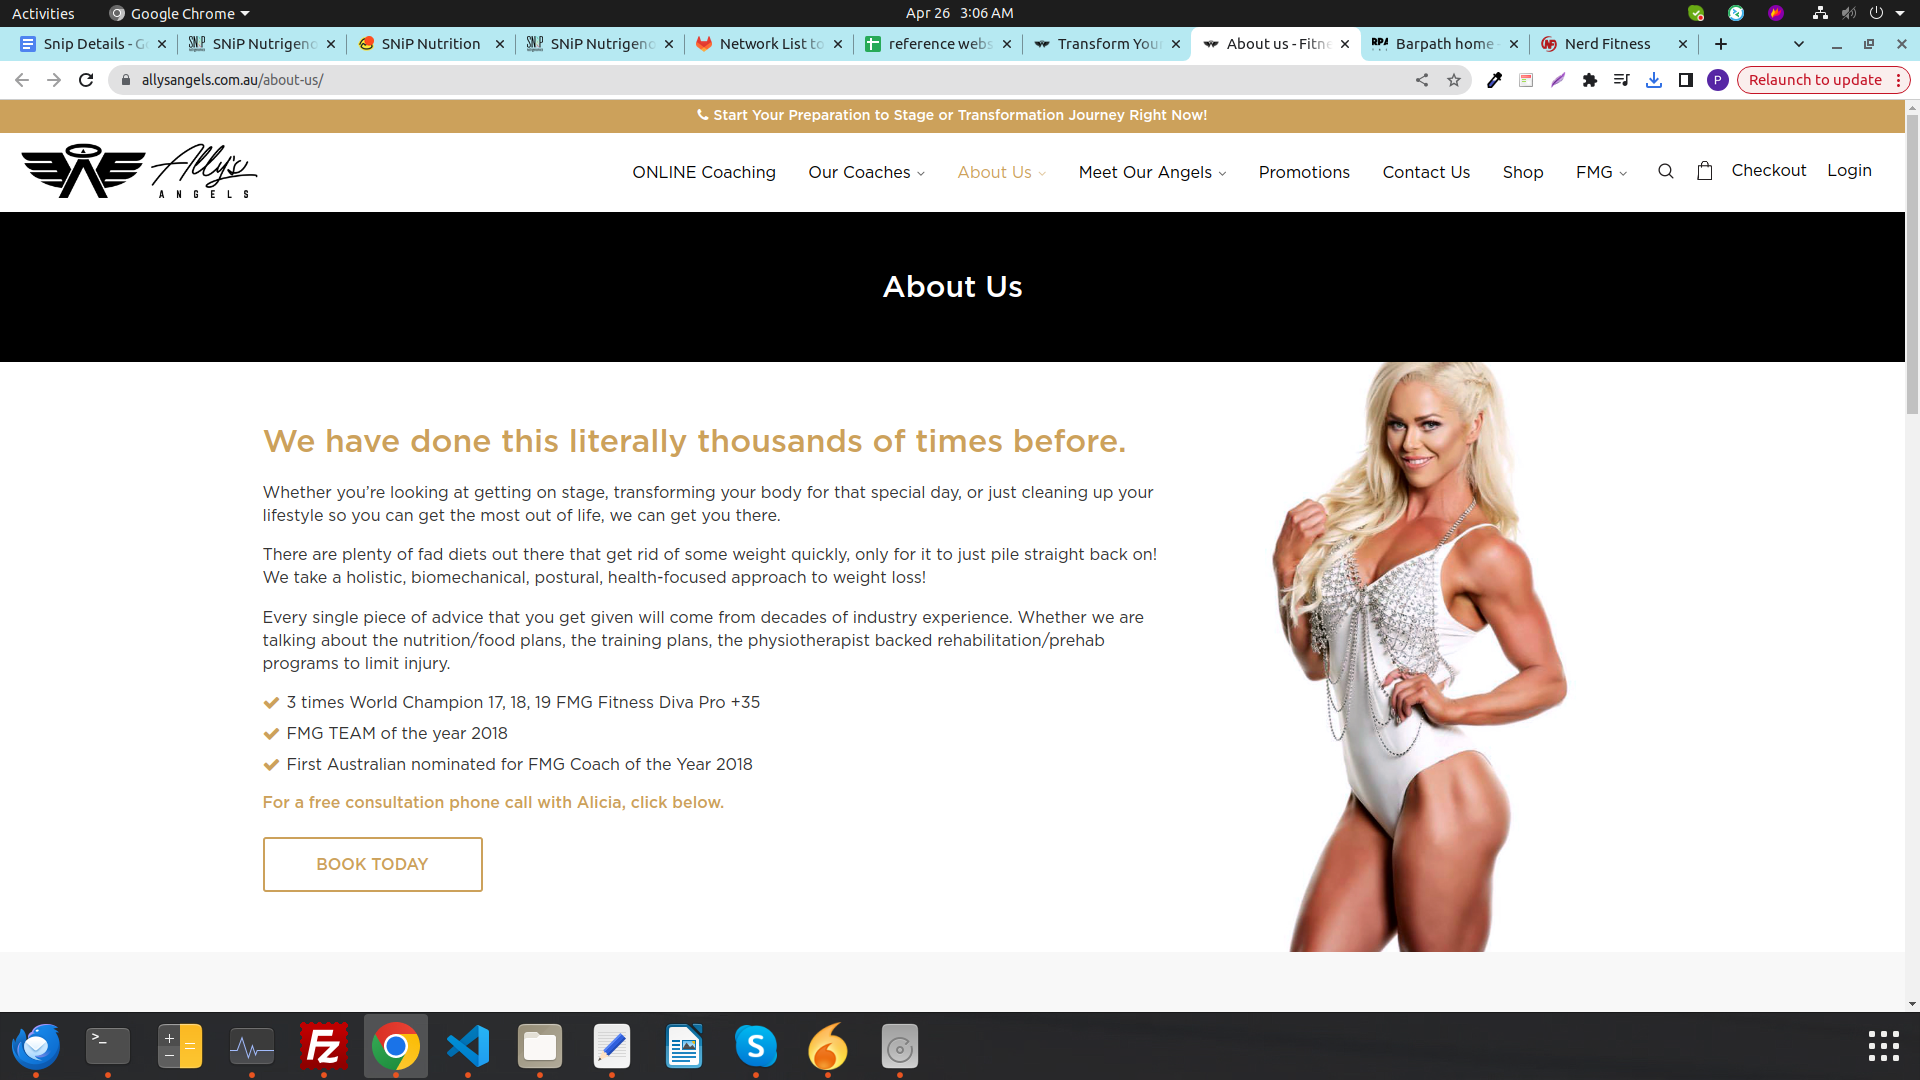 Activities
Google Chrome
Apr 26 3:06 AM
Snip Details - G
SNiP Nutrigeno
SNiP Nutrition
SNiP Nutrigeno
Network List to
reference webs
Transform Your
About us - Fitne
Barpath home -
Nerd Fitness
allysangels.com.au/about-us/
P
Relaunch to update
Start Your Preparation to Stage or Transformation Journey Right Now!
Ally's
ANGELS
ONLINE Coaching
Our Coaches
About Us
Meet Our Angels
Promotions
Contact Us
Shop
FMG
Checkout
Login
About Us
We have done this literally thousands of times before.
Whether you’re looking at getting on stage, transforming your body for that special day, or just cleaning up your
lifestyle so you can get the most out of life, we can get you there.
There are plenty of fad diets out there that get rid of some weight quickly, only for it to just pile straight back on!
We take a holistic, biomechanical, postural, health-focused approach to weight loss!
Every single piece of advice that you get given will come from decades of industry experience. Whether we are
talking about the nutrition/food plans, the training plans, the physiotherapist backed rehabilitation/prehab
programs to limit injury.
3 times World Champion 17, 18, 19 FMG Fitness Diva Pro +35
FMG TEAM of the year 2018
First Australian nominated for FMG Coach of the Year 2018
For a free consultation phone call with Alicia, click below.
BOOK TODAY